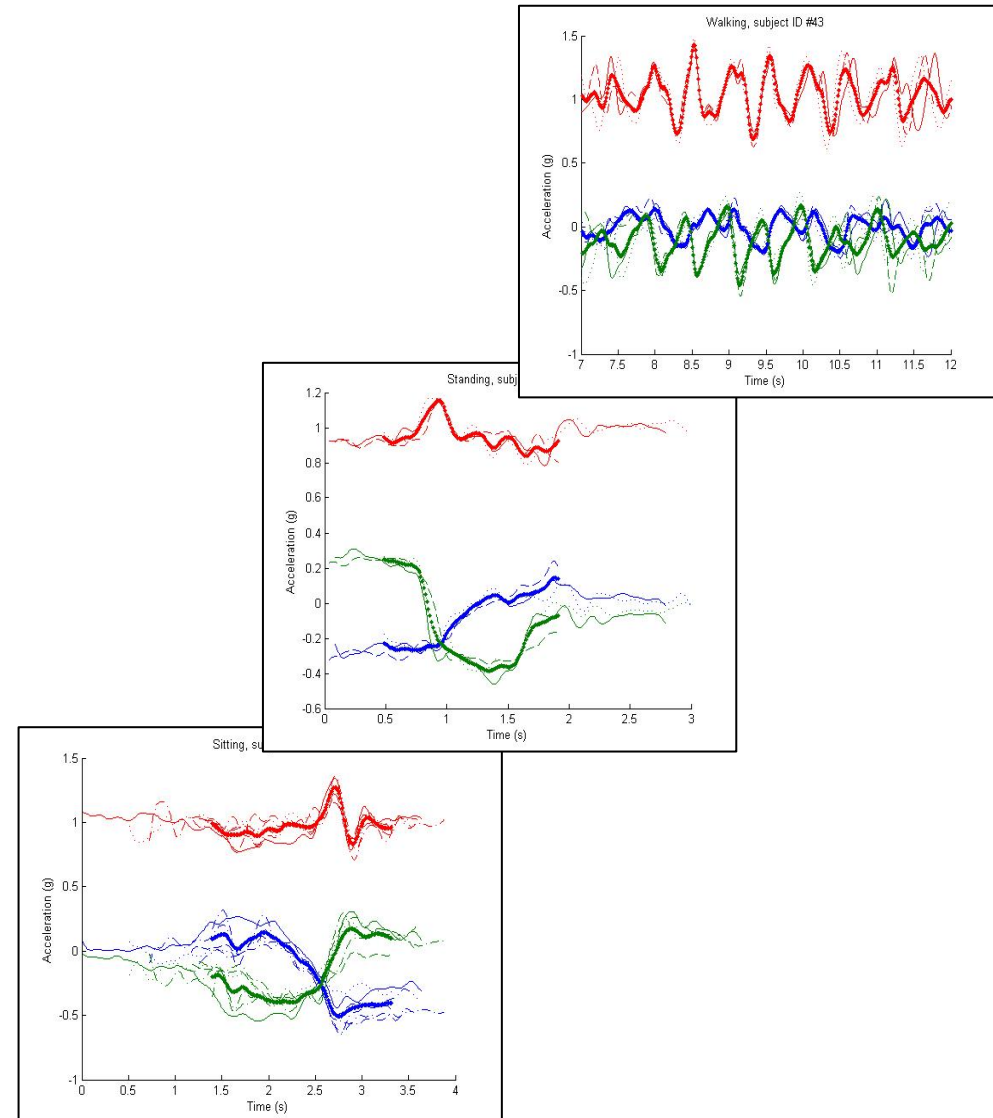 Walking, subject ID #43
1.5
1
0.5
0
-0.5
-1
Acceleration (g)
7 7.5 8 8.5 9 9.5 10 10.5 11 11.5 12
Time (s)
Standing, subj
1.2
1
0.8
0.6
0.4
0.2
0
-0.2
-0.4
-0.6
Acceleration (g)
0 0.5 1 1.5 2 2.5 3
Time (s)
Sitting, su
1.5
1
0.5
0
-0.5
-1
Acceleration (g)
0 0.5 1 1.5 2 2.5 3 3.5 4
Time (s)